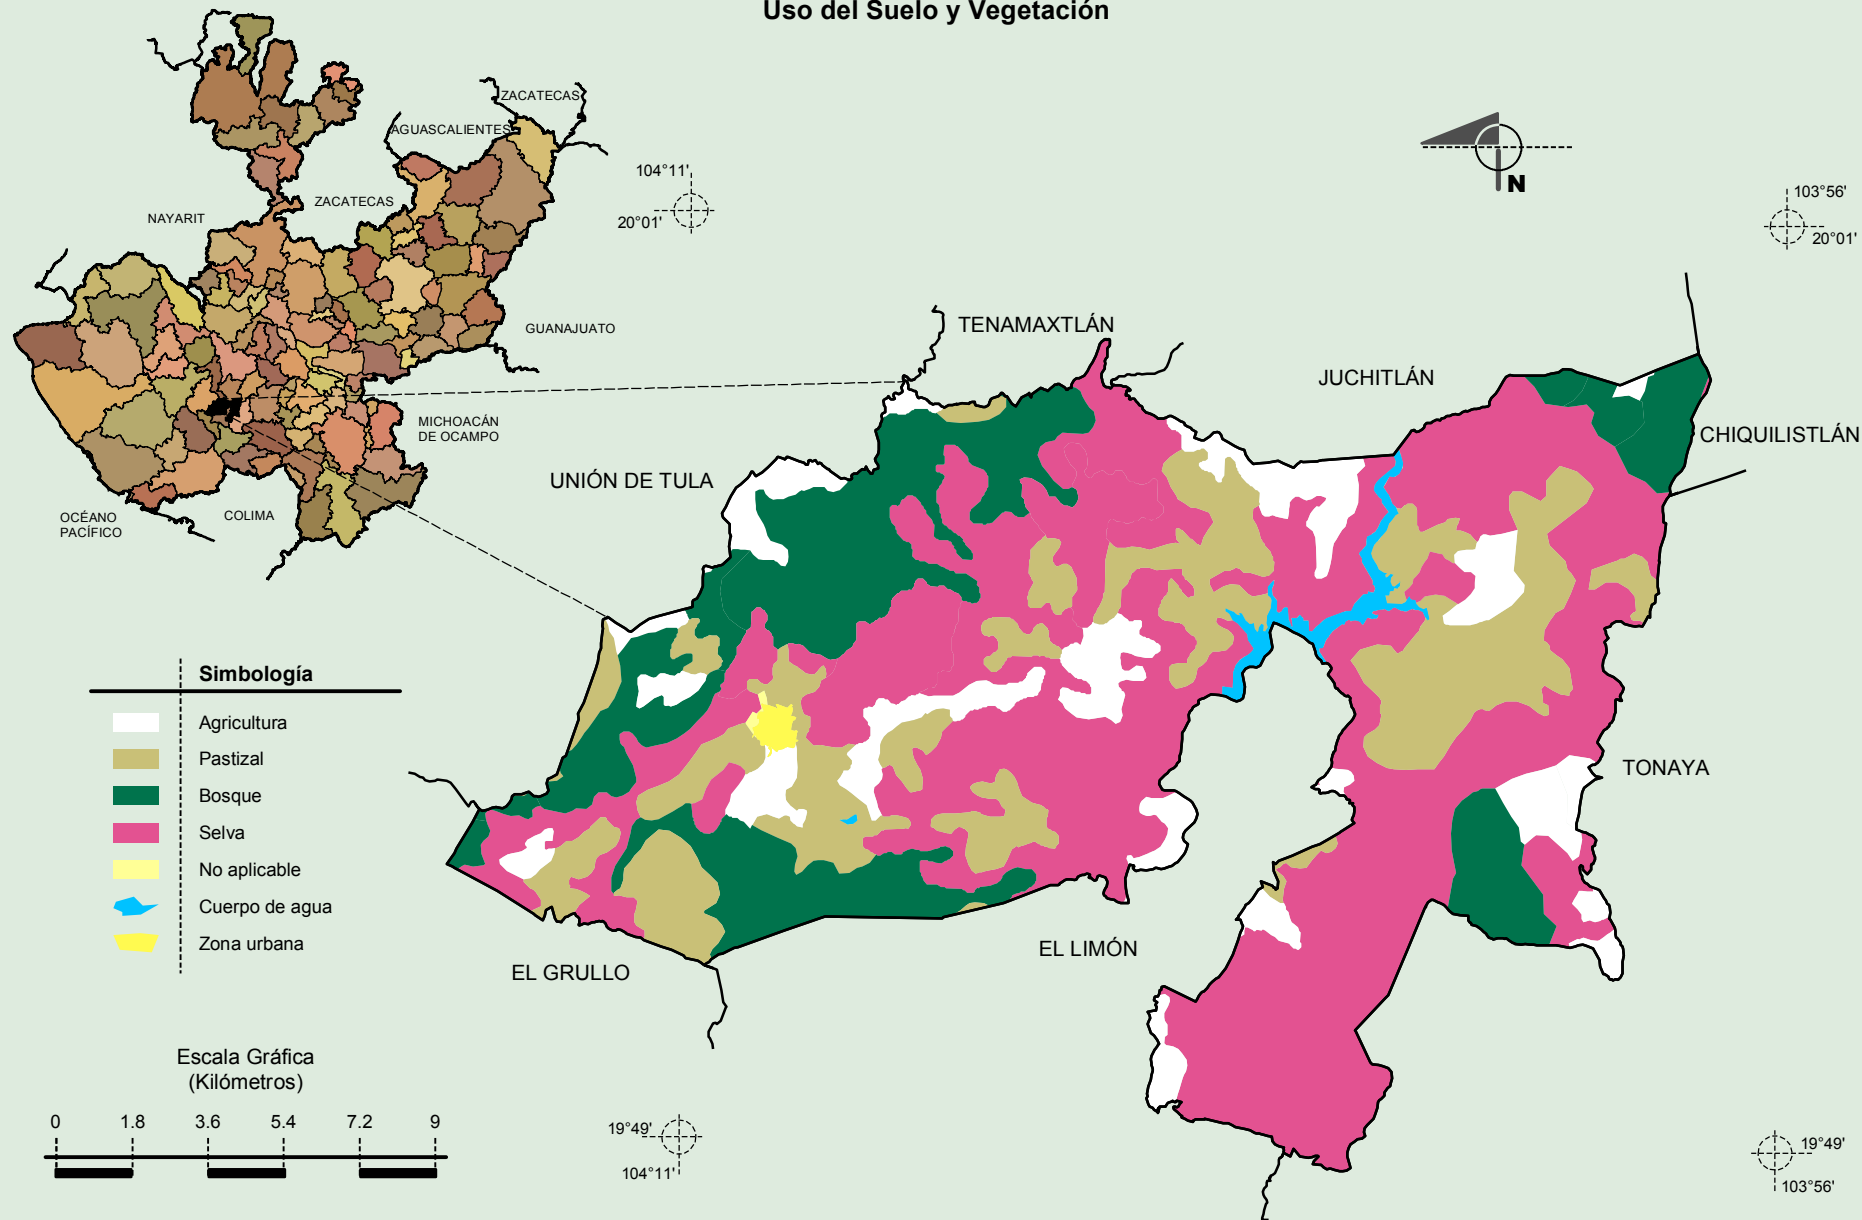 Uso del Suelo y Vegetación
ZACATECAS
AGUASCALIENTES
ZACATECAS
NAYARIT
GUANAJUATO
MICHOACÁN
DE OCAMPO
COLIMA
OCÉANO
PACÍFICO
104°11'
20°01'
N
103°56'
20°01'
TENAMAXTLÁN
JUCHITLÁN
CHIQUILISTLÁN
UNIÓN DE TULA
TONAYA
EL LIMÓN
EL GRULLO
Simbología
Agricultura
Pastizal
Bosque
Selva
No aplicable
Cuerpo de agua
Zona urbana
Escala Gráfica
(Kilómetros)
0 1.8 3.6 5.4 7.2 9
19°49'
104°11'
19°49'
103°56'